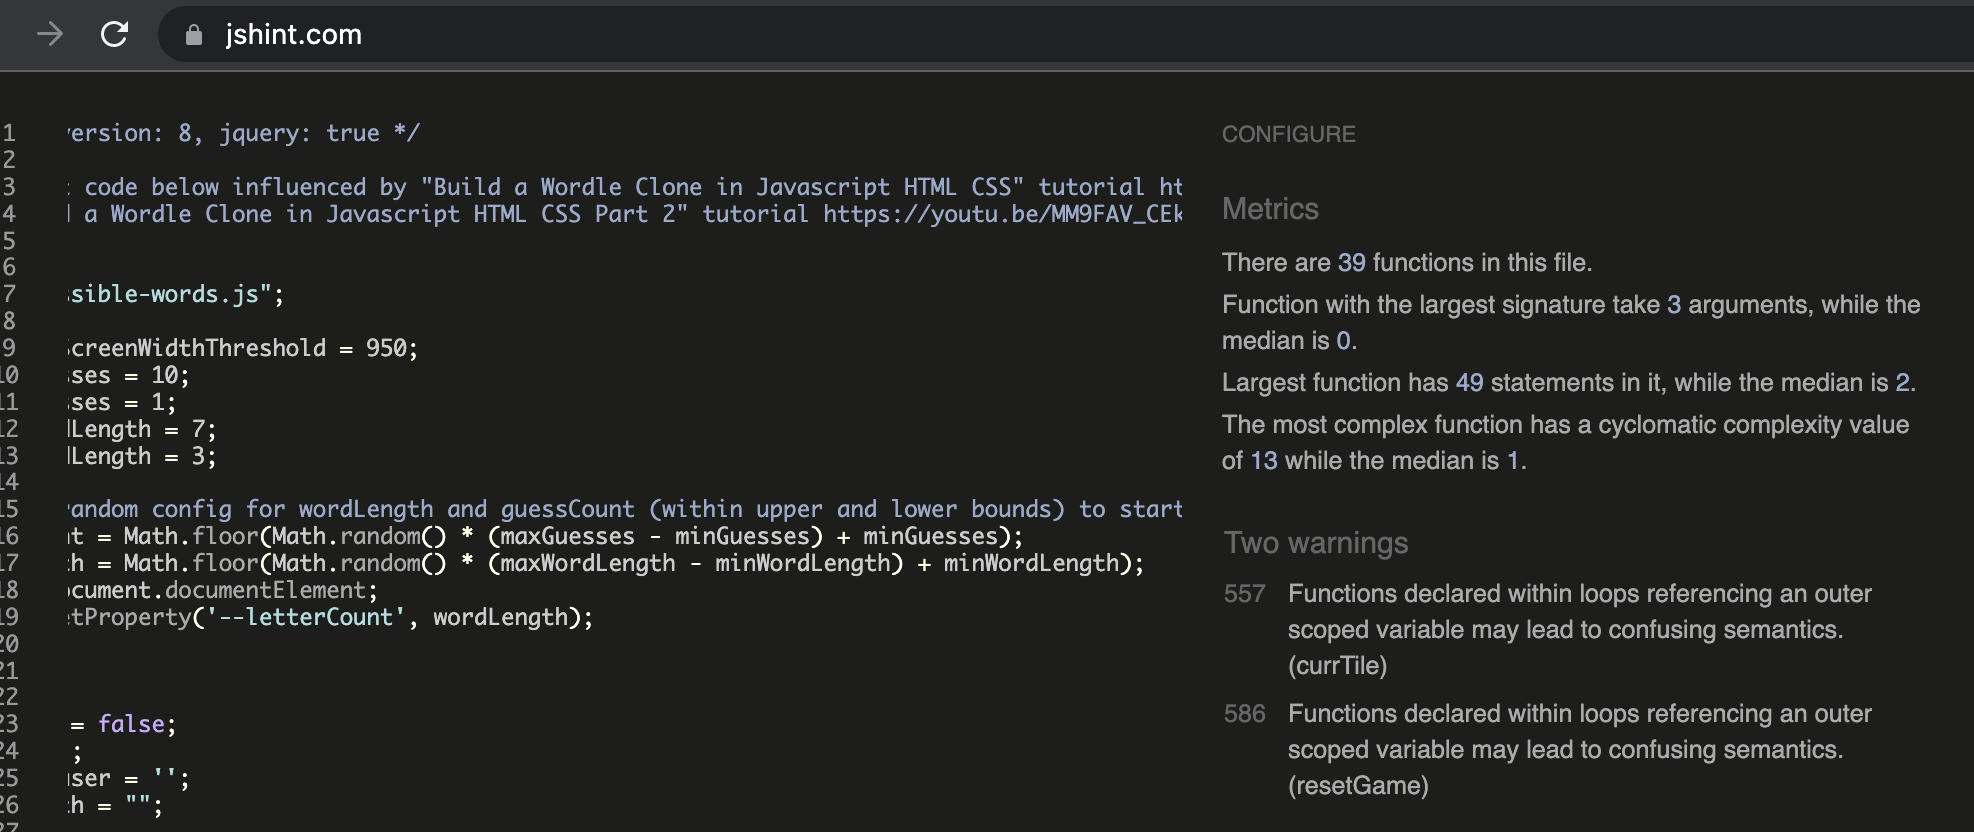 jshint.com
1 version: 8, jquery: true */
2
3 : code below influenced by "Build a Wordle Clone in Javascript HTML CSS" tutorial ht
4 a Wordle Clone in Javascript HTML CSS Part 2" tutorial https://youtu.be/MM9FAV_CEk
5
6
7 sible-words.js";
8
9 creenWidthThreshold = 950;
10 ses = 10;
11 ses = 1;
12 dLength = 7;
13 dLength = 3;
14
15 random config for wordLength and guessCount (within upper and lower bounds) to start
16 nt = Math.floor(Math.random() * (maxGuesses - minGuesses) + minGuesses);
17 h = Math.floor(Math.random() * (maxWordLength - minWordLength) + minWordLength);
18 ocument.documentElement;
19 etProperty('--letterCount', wordLength);
20
21
22
23 = false;
24 ;
25 user = '';
26 h = "";
27
CONFIGURE
Metrics
There are 39 functions in this file.
Function with the largest signature take 3 arguments, while the
median is 0.
Largest function has 49 statements in it, while the median is 2.
The most complex function has a cyclomatic complexity value
of 13 while the median is 1.
Two warnings
557 Functions declared within loops referencing an outer
scoped variable may lead to confusing semantics.
(currTile)
586 Functions declared within loops referencing an outer
scoped variable may lead to confusing semantics.
(resetGame)